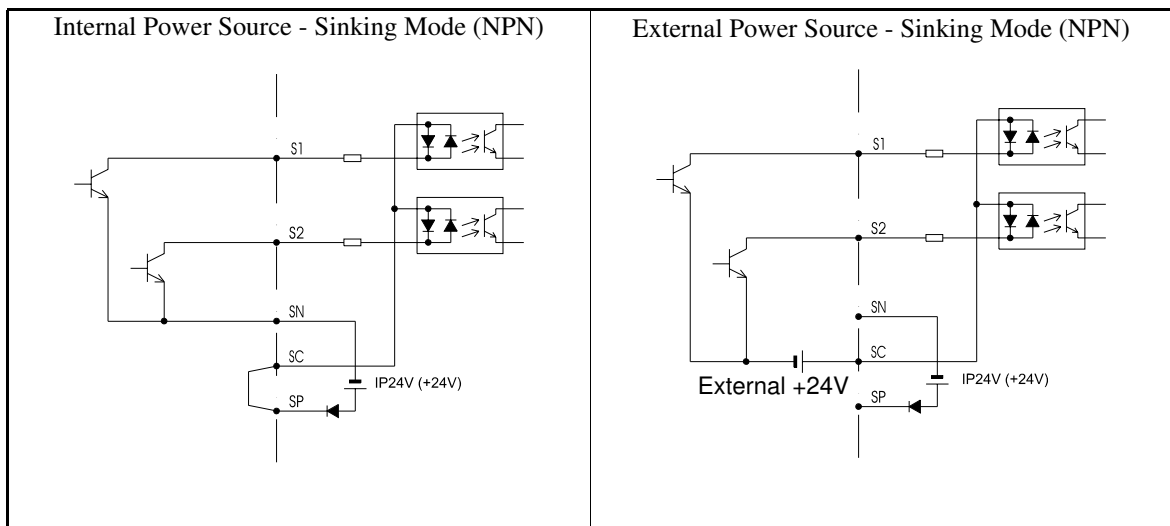 Internal Power Source - Sinking Mode (NPN)
S1
S2
SN
SC
IP24V (+24V)
SP
External Power Source - Sinking Mode (NPN)
S1
S2
SN
SC
External +24V
IP24V (+24V)
SP